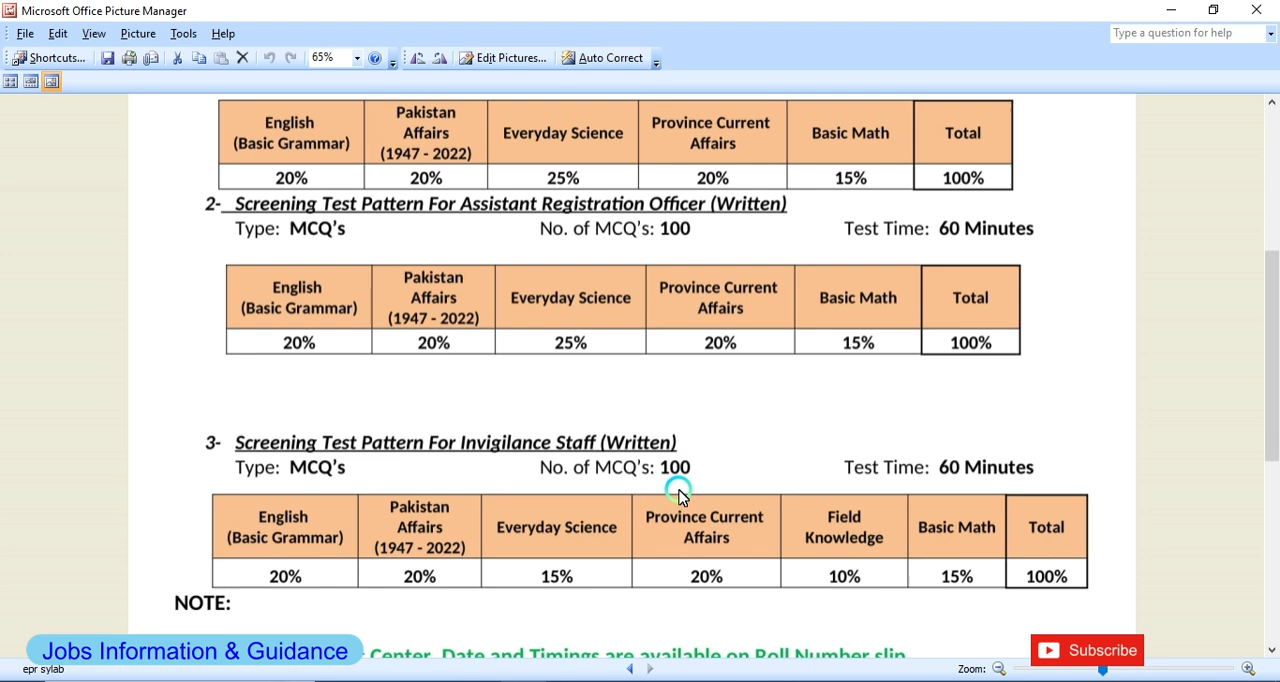 Microsoft Office Picture Manager
File Edit View Picture Tools Help
Type a question for help
Shortcuts... 65% Edit Pictures... Auto Correct
English (Basic Grammar) Pakistan Affairs (1947 - 2022) Everyday Science Province Current Affairs Basic Math Total
20% 20% 25% 20% 15% 100%
2- Screening Test Pattern For Assistant Registration Officer (Written)
Type: MCQ's No. of MCQ's: 100 Test Time: 60 Minutes
English (Basic Grammar) Pakistan Affairs (1947 - 2022) Everyday Science Province Current Affairs Basic Math Total
20% 20% 25% 20% 15% 100%
3- Screening Test Pattern For Invigilance Staff (Written)
Type: MCQ's No. of MCQ's: 100 Test Time: 60 Minutes
English (Basic Grammar) Pakistan Affairs (1947 - 2022) Everyday Science Province Current Affairs Field Knowledge Basic Math Total
20% 20% 15% 20% 10% 15% 100%
NOTE:
Center, Date and Timings are available on Roll Number slip
Jobs Information & Guidance
Subscribe
epr sylab Zoom: